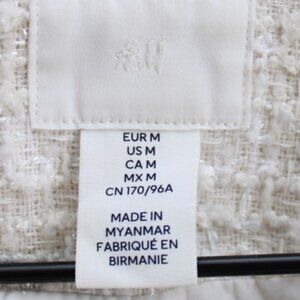 H&M
EUR M
US M
CA M
MX M
CN 170/96A
MADE IN
MYANMAR
FABRIQUÉ EN
BIRMANIE